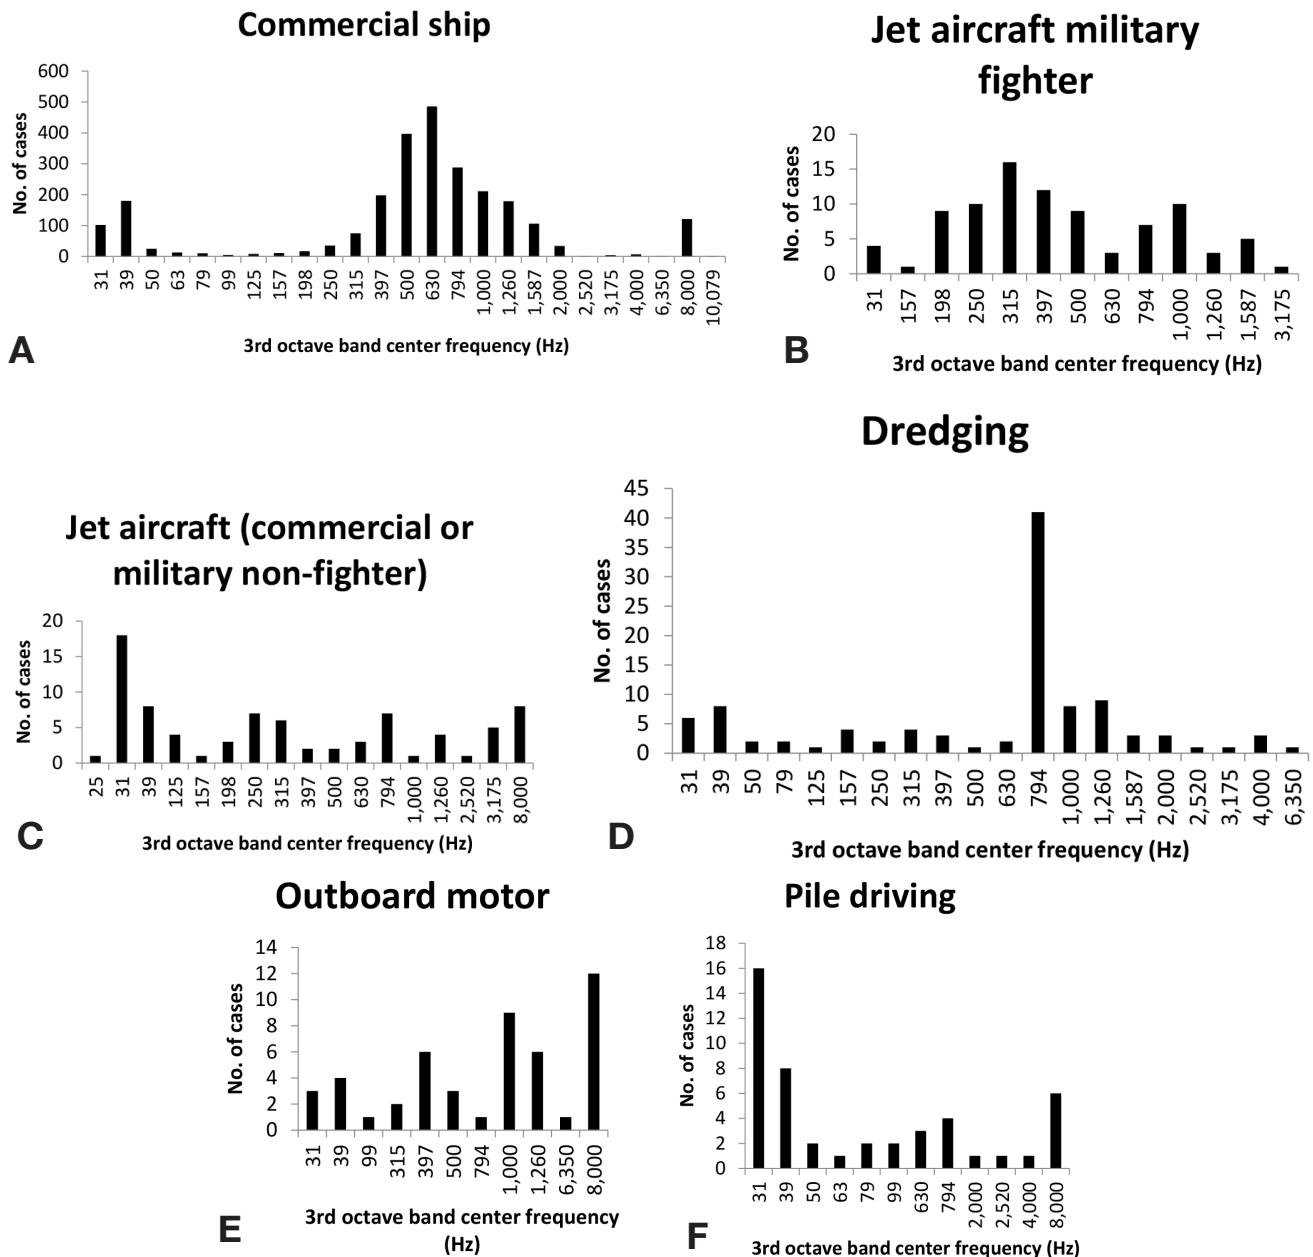 Commercial ship
600
500
400
300
200
100
0
No. of cases
31 39 50 63 79 99 125 157 198 250 315 397 500 630 794 1,000 1,260 1,587 2,000 2,520 3,175 4,000 6,350 8,000 10,079
3rd octave band center frequency (Hz)
A
Jet aircraft military
fighter
20
15
10
5
0
No. of cases
31 157 198 250 315 397 500 630 794 1,000 1,260 1,587 3,175
3rd octave band center frequency (Hz)
B
Jet aircraft (commercial or
military non-fighter)
20
15
10
5
0
No. of cases
25 31 39 125 157 198 250 315 397 500 630 794 1,000 1,260 2,520 3,175 8,000
3rd octave band center frequency (Hz)
C
Dredging
45
40
35
30
25
20
15
10
5
0
No. of cases
31 39 50 79 125 157 250 315 397 500 630 794 1,000 1,260 1,587 2,000 2,520 3,175 4,000 6,350
3rd octave band center frequency (Hz)
D
Outboard motor
14
12
10
8
6
4
2
0
No. of cases
31 39 99 315 397 500 794 1,000 1,260 6,350 8,000
3rd octave band center frequency
(Hz)
E
Pile driving
18
16
14
12
10
8
6
4
2
0
No. of cases
31 39 50 63 79 99 630 794 2,000 2,520 4,000 8,000
3rd octave band center frequency (Hz)
F